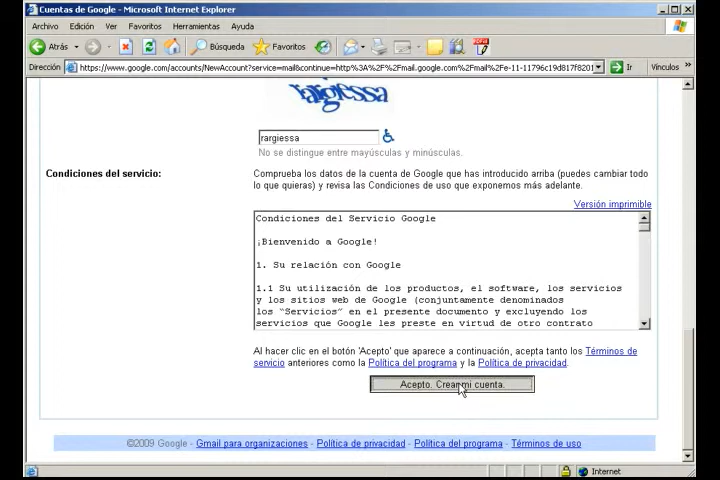 Cuentas de Google - Microsoft Internet Explorer
Archivo Edición Ver Favoritos Herramientas Ayuda
Atrás Búsqueda Favoritos
Dirección https://www.google.com/accounts/NewAccount?service=mail&continue=http%3A%2F%2Fmail.google.com%2Fmail%2Fe-11-11796c19d817f8201 Ir Vínculos »
rargiessa
rargiessa
No se distingue entre mayúsculas y minúsculas.
Condiciones del servicio:
Comprueba los datos de la cuenta de Google que has introducido arriba (puedes cambiar todo
lo que quieras) y revisa las Condiciones de uso que exponemos más adelante.
Versión imprimible
Condiciones del Servicio Google
¡Bienvenido a Google!
1. Su relación con Google
1.1 Su utilización de los productos, el software, los servicios
y los sitios web de Google (conjuntamente denominados
los "Servicios" en el presente documento y excluyendo los
servicios que Google les preste en virtud de otro contrato
Al hacer clic en el botón 'Acepto' que aparece a continuación, acepta tanto los Términos de
servicio anteriores como la Política del programa y la Política de privacidad.
Acepto. Crear mi cuenta.
©2009 Google - Gmail para organizaciones - Política de privacidad - Política del programa - Términos de uso
Internet